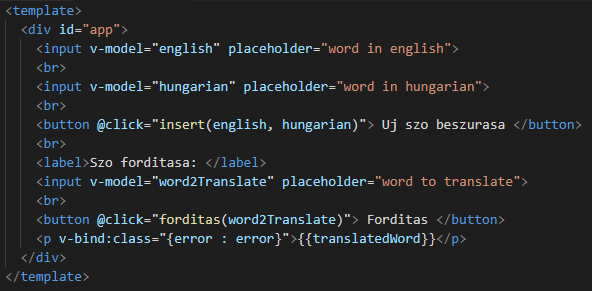 <template>
<div id="app">
<input v-model="english" placeholder="word in english">
<br>
<input v-model="hungarian" placeholder="word in hungarian">
<br>
<button @click="insert(english, hungarian)"> Uj szo beszurasa </button>
<br>
<label>Szo forditasa: </label>
<input v-model="word2Translate" placeholder="word to translate">
<br>
<button @click="forditas(word2Translate)"> Forditas </button>
<p v-bind:class="{error : error}">{{translatedWord}}</p>
</div>
</template>